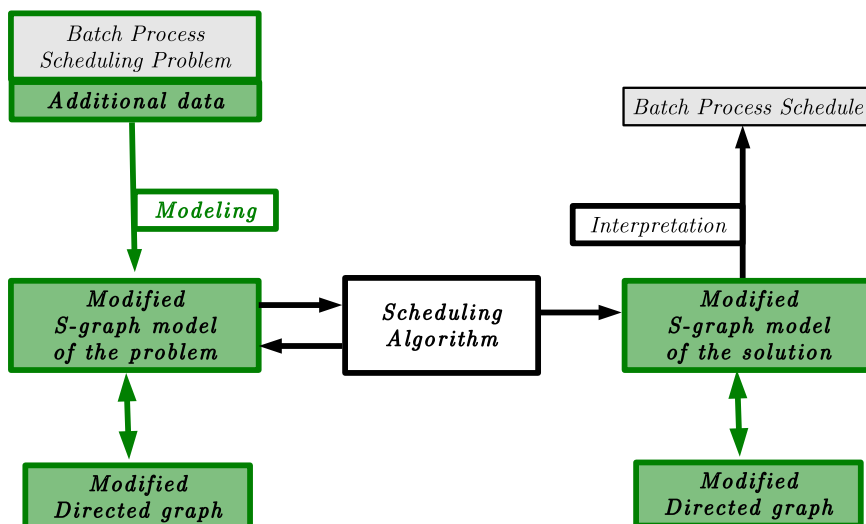 Batch Process
Scheduling Problem
Additional data
Batch Process Schedule
Modeling
Interpretation
Modified
S-graph model
of the problem
Scheduling
Algorithm
Modified
S-graph model
of the solution
Modified
Directed graph
Modified
Directed graph